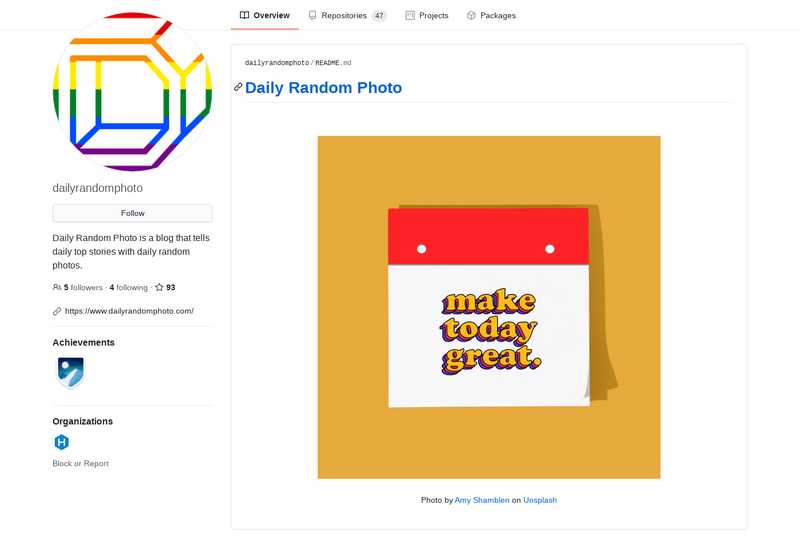 Overview
Repositories 47
Projects
Packages
dailyrandomphoto
Follow
Daily Random Photo is a blog that tells
daily top stories with daily random
photos.
5 followers · 4 following · 93
https://www.dailyrandomphoto.com/
Achievements
Organizations
H
Block or Report
dailyrandomphoto / README.md
Daily Random Photo
make
today
great.
Photo by Amy Shamblen on Unsplash